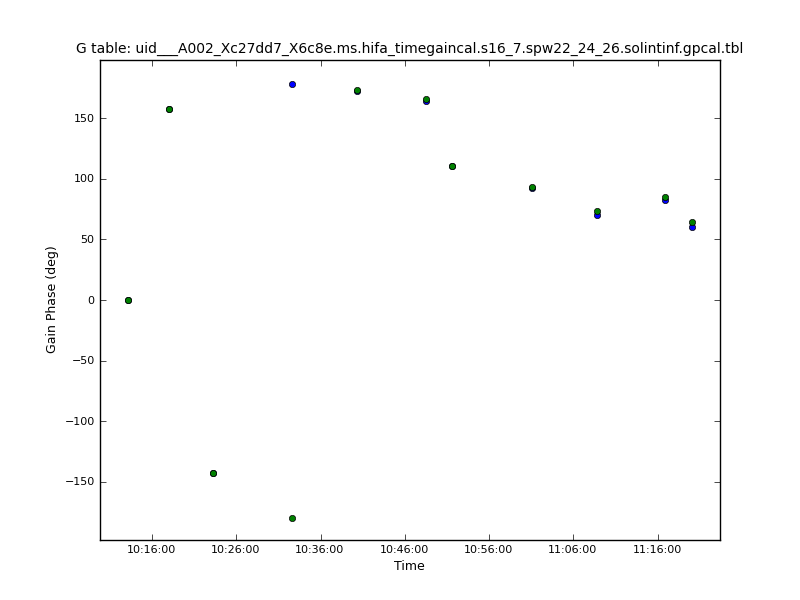 G table: uid___A002_Xc27dd7_X6c8e.ms.hifa_timegaincal.s16_7.spw22_24_26.solintinf.gpcal.tbl
150
100
50
0
−50
−100
−150
Gain Phase (deg)
10:16:00 10:26:00 10:36:00 10:46:00 10:56:00 11:06:00 11:16:00
Time